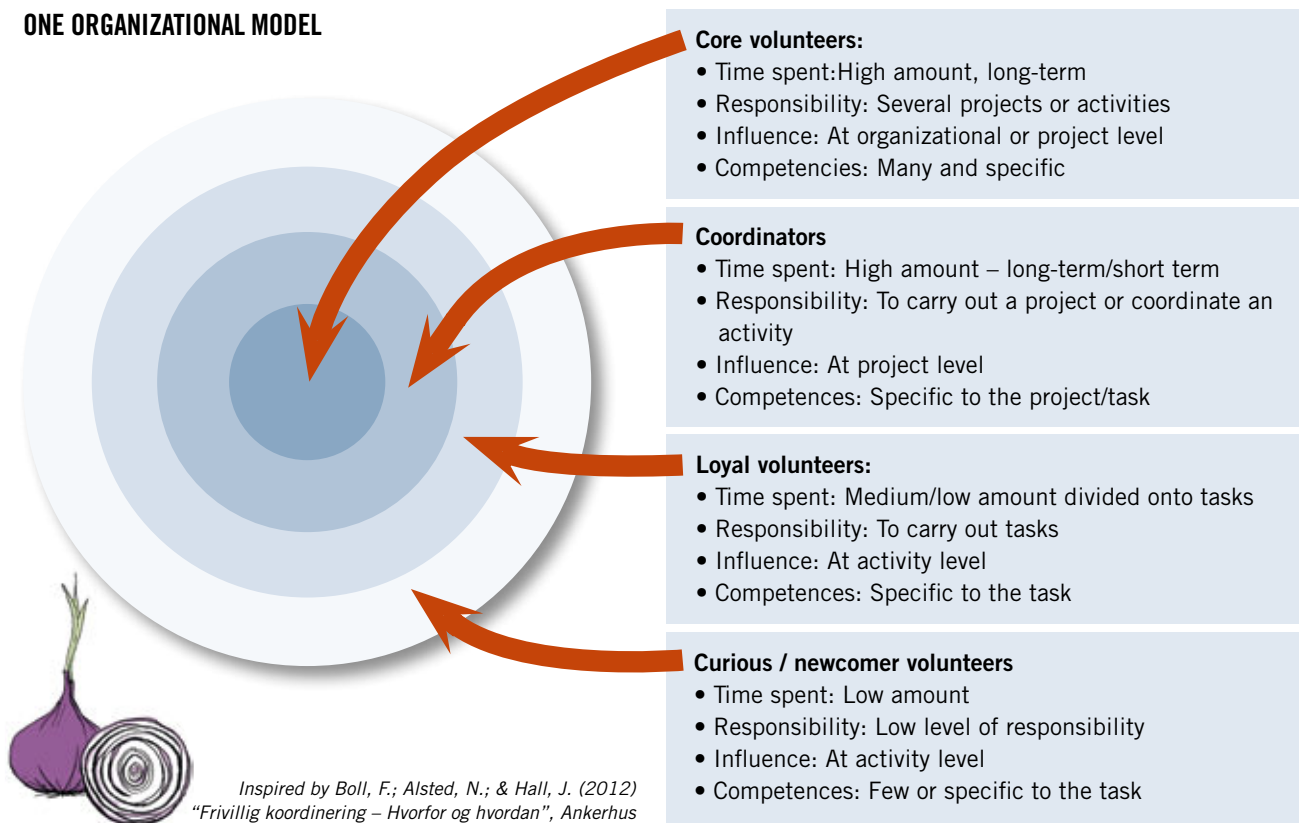 ONE ORGANIZATIONAL MODEL
Core volunteers:
• Time spent:High amount, long-term
• Responsibility: Several projects or activities
• Influence: At organizational or project level
• Competencies: Many and specific
Coordinators
• Time spent: High amount – long-term/short term
• Responsibility: To carry out a project or coordinate an
activity
• Influence: At project level
• Competences: Specific to the project/task
Loyal volunteers:
• Time spent: Medium/low amount divided onto tasks
• Responsibility: To carry out tasks
• Influence: At activity level
• Competences: Specific to the task
Curious / newcomer volunteers
• Time spent: Low amount
• Responsibility: Low level of responsibility
• Influence: At activity level
• Competences: Few or specific to the task
Inspired by Boll, F.; Alsted, N.; & Hall, J. (2012)
“Frivillig koordinering – Hvorfor og hvordan”, Ankerhus